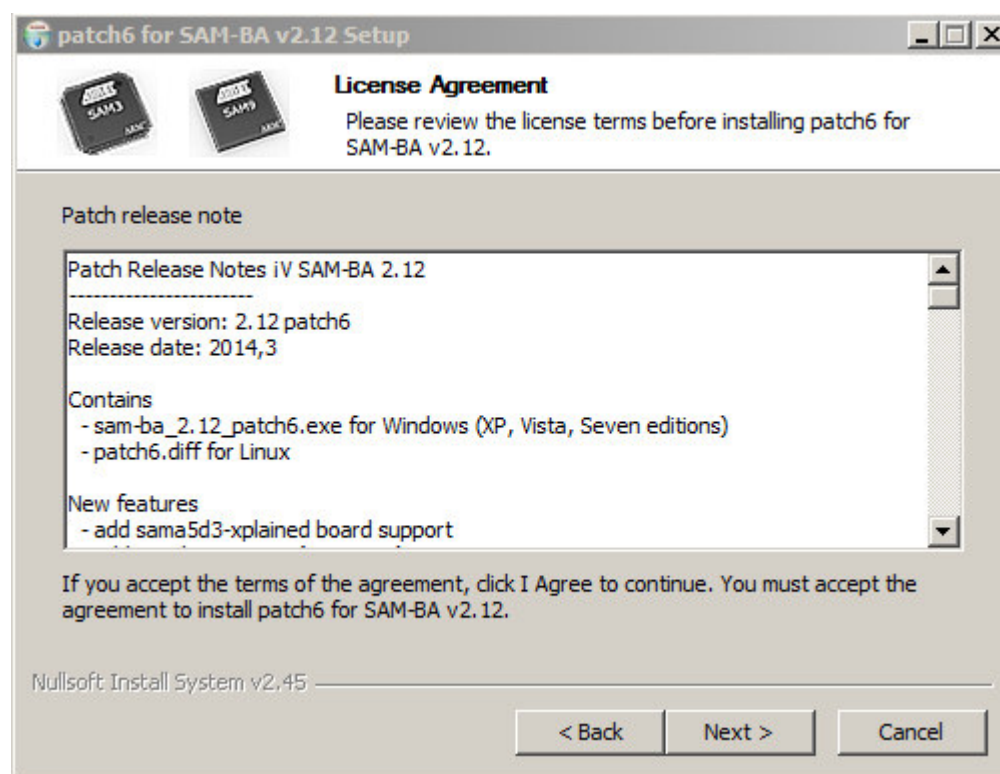 patch6 for SAM-BA v2.12 Setup
SAM3
SAM9
License Agreement
Please review the license terms before installing patch6 for
SAM-BA v2.12.
Patch release note
Patch Release Notes iV SAM-BA 2.12
-----------------------
Release version: 2.12 patch6
Release date: 2014,3
Contains
- sam-ba_2.12_patch6.exe for Windows (XP, Vista, Seven editions)
- patch6.diff for Linux
New features
- add sama5d3-xplained board support
If you accept the terms of the agreement, click I Agree to continue. You must accept the
agreement to install patch6 for SAM-BA v2.12.
Nullsoft Install System v2.45
< Back
Next >
Cancel